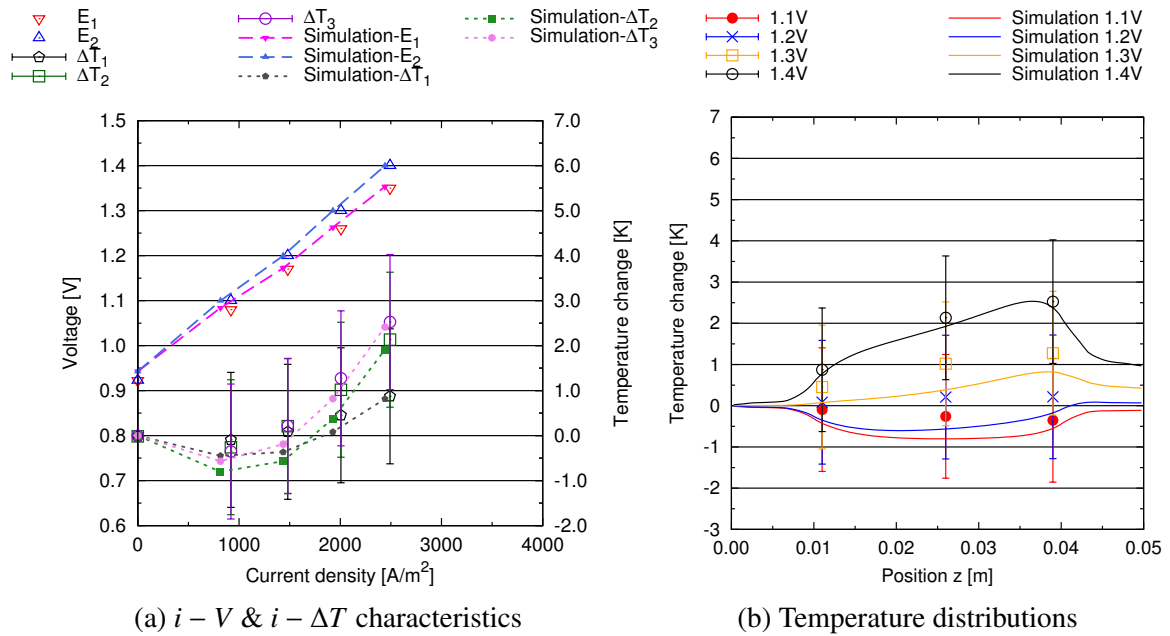 E₁
E₂
ΔT₁
ΔT₂
ΔT₃
Simulation-E₁
Simulation-E₂
Simulation-ΔT₁
Simulation-ΔT₂
Simulation-ΔT₃
1.5
1.4
1.3
1.2
1.1
1.0
0.9
0.8
0.7
0.6
Voltage [V]
7.0
6.0
5.0
4.0
3.0
2.0
1.0
0.0
-1.0
-2.0
Temperature change [K]
0 1000 2000 3000 4000
Current density [A/m²]
(a) i – V & i – ΔT characteristics
1.1V
1.2V
1.3V
1.4V
Simulation 1.1V
Simulation 1.2V
Simulation 1.3V
Simulation 1.4V
7
6
5
4
3
2
1
0
-1
-2
-3
Temperature change [K]
0.00 0.01 0.02 0.03 0.04 0.05
Position z [m]
(b) Temperature distributions